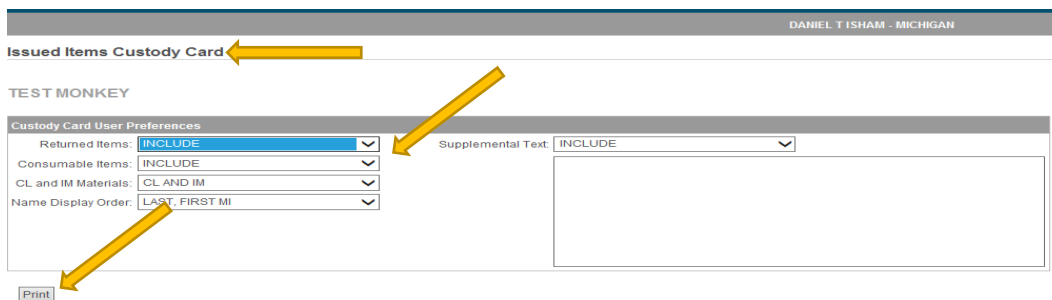 DANIEL T ISHAM - MICHIGAN
Issued Items Custody Card
TEST MONKEY
Custody Card User Preferences
Returned Items: INCLUDE Supplemental Text: INCLUDE
Consumable Items: INCLUDE
CL and IM Materials: CL AND IM
Name Display Order: LAST, FIRST MI
Print